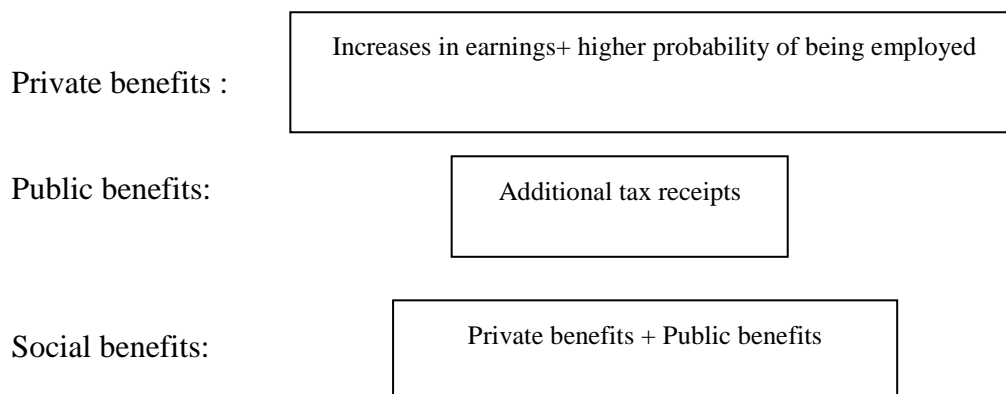 Increases in earnings+ higher probability of being employed
Private benefits :
Public benefits:
Additional tax receipts
Social benefits:
Private benefits + Public benefits